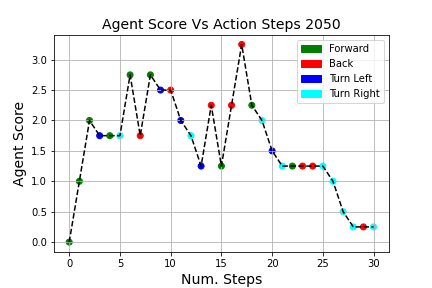 Agent Score Vs Action Steps 2050
Forward
Back
Turn Left
Turn Right
Agent Score
3.0
2.5
2.0
1.5
1.0
0.5
0.0
0 5 10 15 20 25 30
Num. Steps